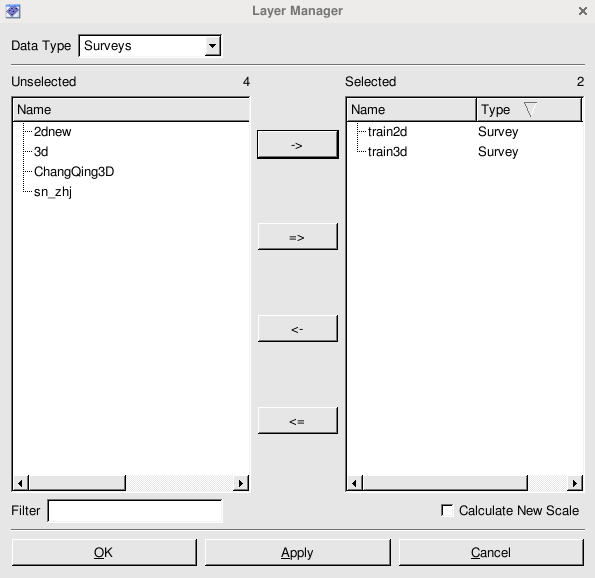 Layer Manager
Data Type Surveys
Unselected 4
Selected 2
Name
2dnew
3d
ChangQing3D
sn_zhj
->
=>
<-
<=
Name Type
train2d Survey
train3d Survey
Filter
Calculate New Scale
OK Apply Cancel